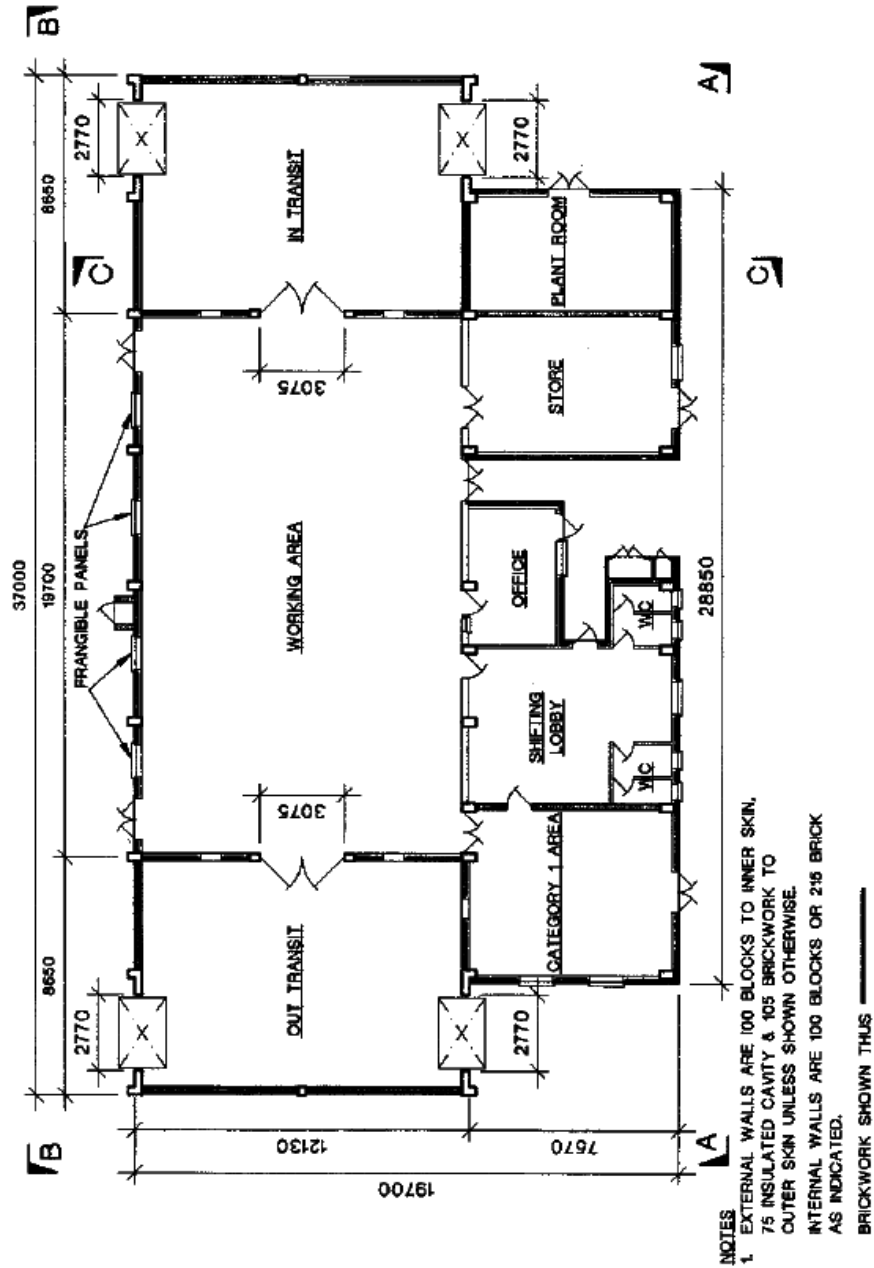 B
B
37000
8650
19700
8650
C
FRANGIBLE PANELS
2770
2770
12130
19700
7570
3075
3075
OUT TRANSIT
WORKING AREA
IN TRANSIT
2770
2770
CATEGORY 1 AREA
SHIFTING
LOBBY
OFFICE
STORE
PLANT ROOM
WC
WC
28850
A
A
C
NOTES
1. EXTERNAL WALLS ARE 100 BLOCKS TO INNER SKIN,
75 INSULATED CAVITY & 105 BRICKWORK TO
OUTER SKIN UNLESS SHOWN OTHERWISE.
INTERNAL WALLS ARE 100 BLOCKS OR 215 BRICK
AS INDICATED.
BRICKWORK SHOWN THUS